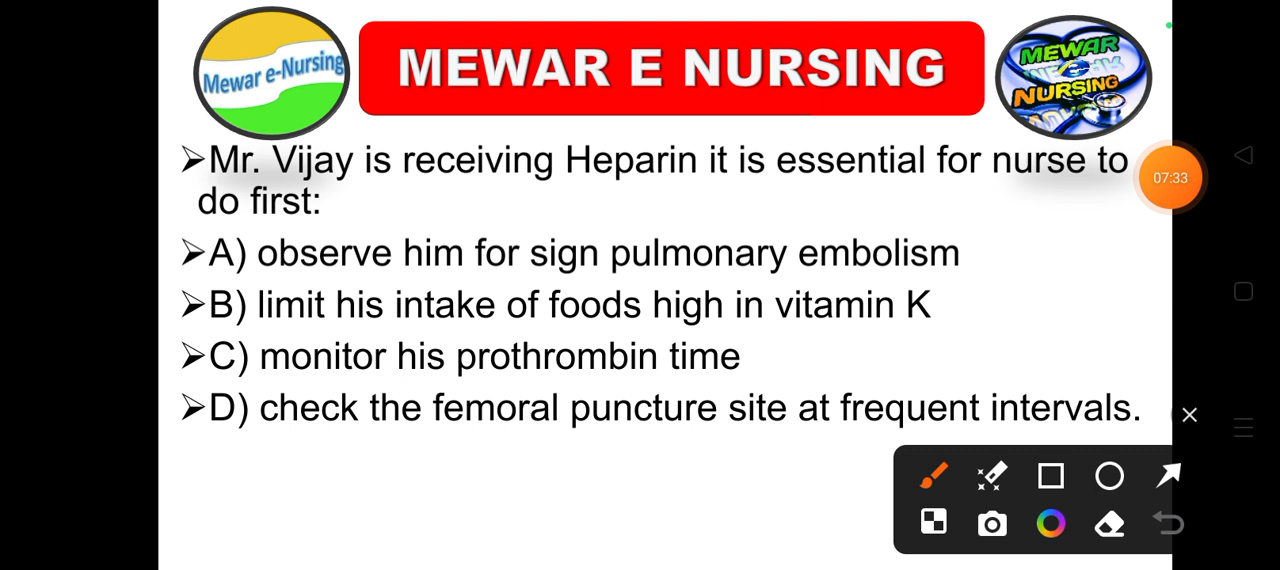 Mewar e-Nursing
MEWAR E NURSING
MEWAR
NURSING
➢Mr. Vijay is receiving Heparin it is essential for nurse to
do first:
➢A) observe him for sign pulmonary embolism
➢B) limit his intake of foods high in vitamin K
➢C) monitor his prothrombin time
➢D) check the femoral puncture site at frequent intervals.
07:33